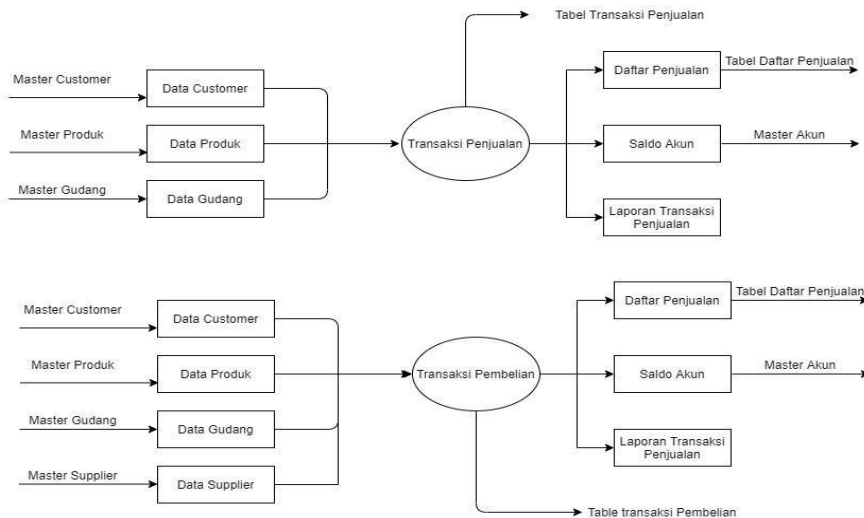 Tabel Transaksi Penjualan
Master Customer
Data Customer
Daftar Penjualan
Tabel Daftar Penjualan
Master Produk
Data Produk
Transaksi Penjualan
Saldo Akun
Master Akun
Master Gudang
Data Gudang
Laporan Transaksi
Penjualan
Master Customer
Data Customer
Daftar Penjualan
Tabel Daftar Penjualan
Master Produk
Data Produk
Transaksi Pembelian
Saldo Akun
Master Akun
Master Gudang
Data Gudang
Laporan Transaksi
Penjualan
Master Supplier
Data Supplier
Table transaksi Pembelian